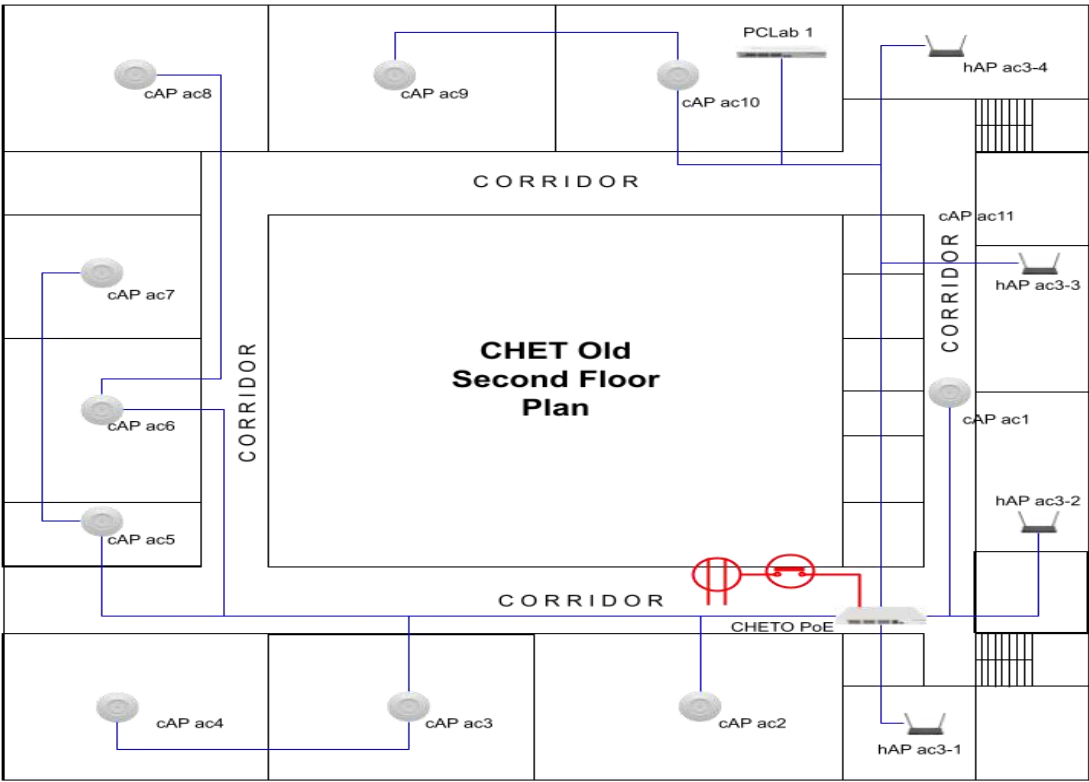 PCLab 1
hAP ac3-4
cAP ac8
cAP ac9
cAP ac10
CORRIDOR
cAP ac11
hAP ac3-3
cAP ac7
CORRIDOR
CHET Old
Second Floor
Plan
CORRIDOR
cAP ac1
cAP ac6
hAP ac3-2
cAP ac5
CORRIDOR
CHETO PoE
cAP ac4
cAP ac3
cAP ac2
hAP ac3-1